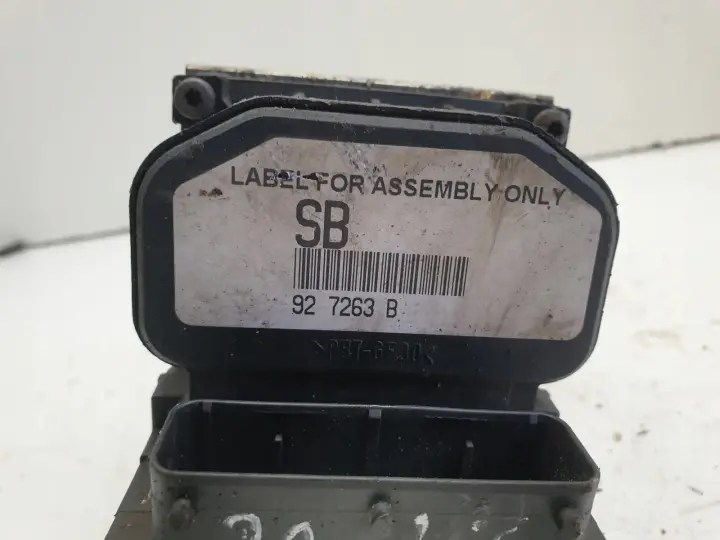 LABEL FOR ASSEMBLY ONLY
SB
92 7263 B